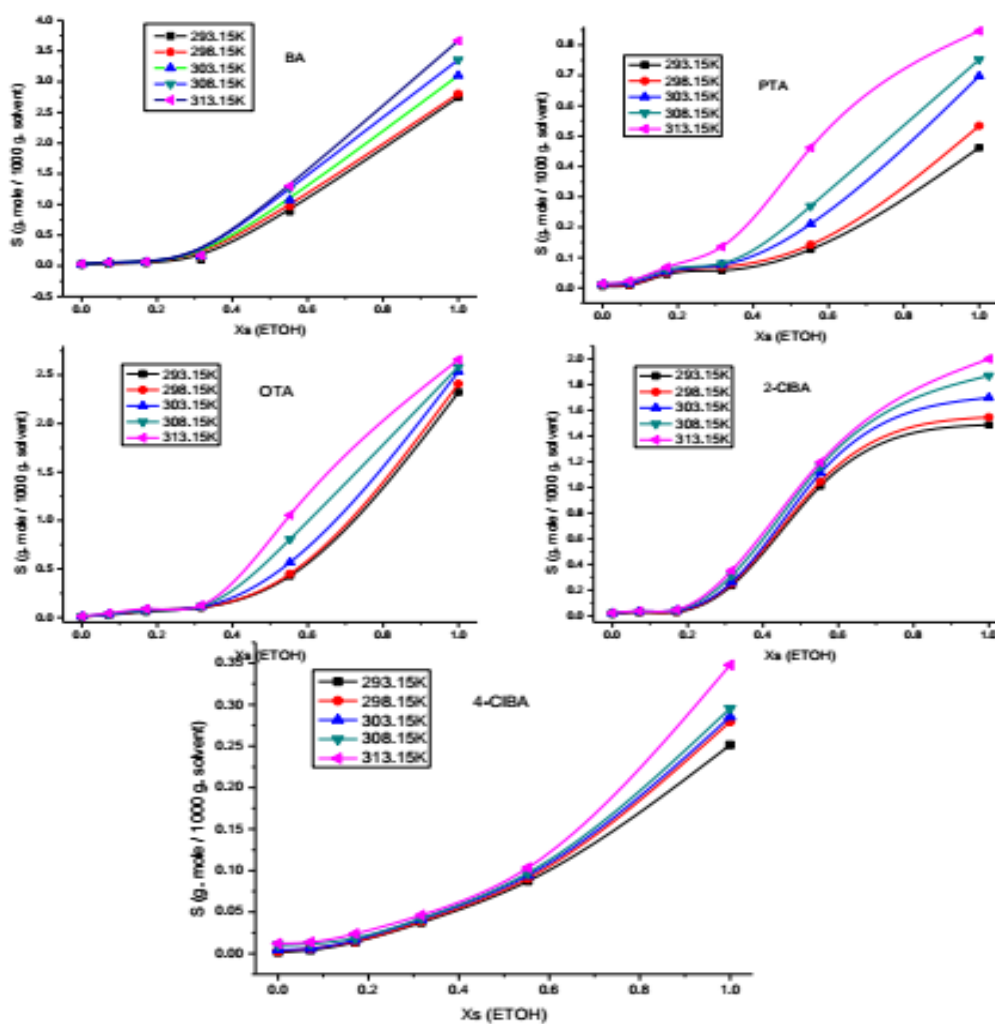 4.0
3.5
3.0
2.5
2.0
1.5
1.0
0.5
0.0
-0.5
S (g. mole / 1000 g. solvent)
293.15K
298.15K
303.15K
308.15K
313.15K
BA
0.0 0.2 0.4 0.6 0.8 1.0
Xs (ETOH)
0.8
0.6
0.4
0.3
0.1
0.0
S (g. mole / 1000 g. solvent)
293.15K
298.15K
303.15K
308.15K
313.15K
PTA
0.0 0.2 0.4 0.6 0.8 1.0
Xs (ETOH)
2.5
2.0
1.5
1.0
0.5
0.0
S (g. mole / 1000 g. solvent)
293.15K
298.15K
303.15K
308.15K
313.15K
OTA
0.0 0.2 0.4 0.6 0.8 1.0
Xs (ETOH)
2.0
1.8
1.6
1.4
1.2
1.0
0.8
0.6
0.4
0.2
0.0
S (g. mole / 1000 g. solvent)
293.15K
298.15K
303.15K
308.15K
313.15K
2-ClBA
0.0 0.2 0.4 0.6 0.8 1.0
Xs (ETOH)
0.35
0.30
0.25
0.20
0.15
0.10
0.05
0.00
S (g. mole / 1000 g. solvent)
293.15K
298.15K
303.15K
308.15K
313.15K
4-ClBA
0.0 0.2 0.4 0.6 0.8 1.0
Xs (ETOH)